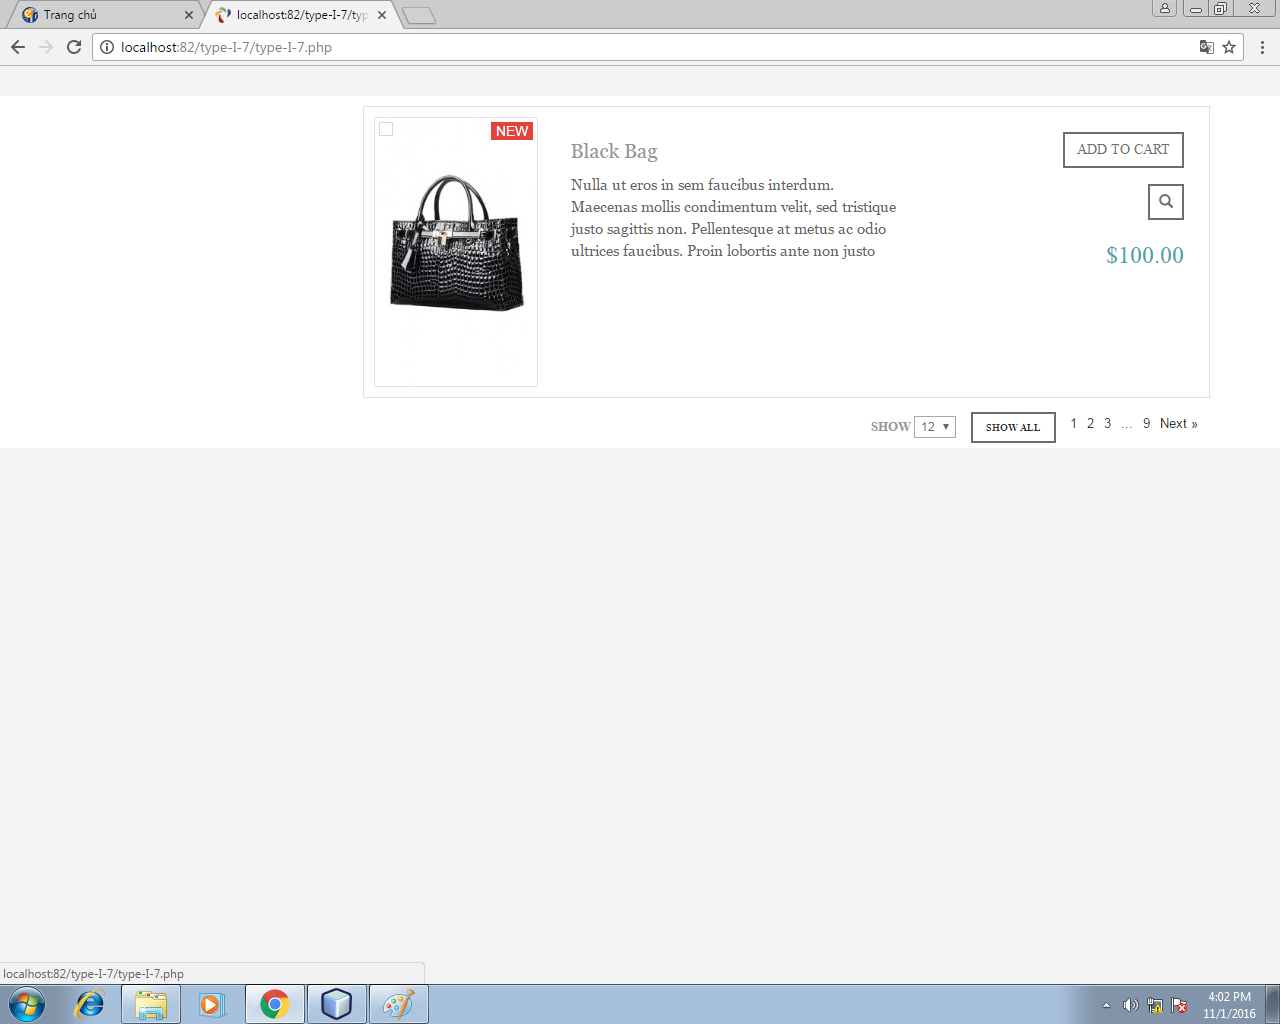 Trang chủ
localhost:82/type-I-7/typ
localhost:82/type-I-7/type-I-7.php
NEW
Black Bag
Nulla ut eros in sem faucibus interdum.
Maecenas mollis condimentum velit, sed tristique
justo sagittis non. Pellentesque at metus ac odio
ultrices faucibus. Proin lobortis ante non justo
ADD TO CART
$100.00
SHOW 12 SHOW ALL 1 2 3 ... 9 Next »
localhost:82/type-I-7/type-I-7.php
4:02 PM
11/1/2016